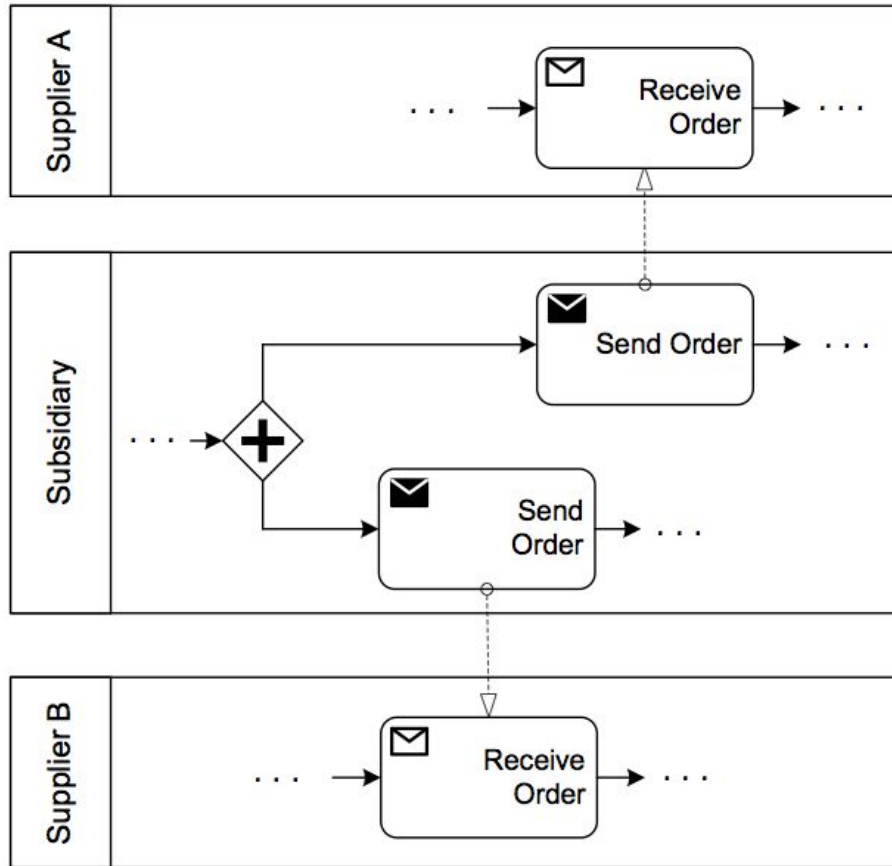 Supplier A
Receive
Order
. . .
. . .
Subsidiary
Send Order
. . .
. . .
Send
Order
. . .
Supplier B
Receive
Order
. . .
. . .